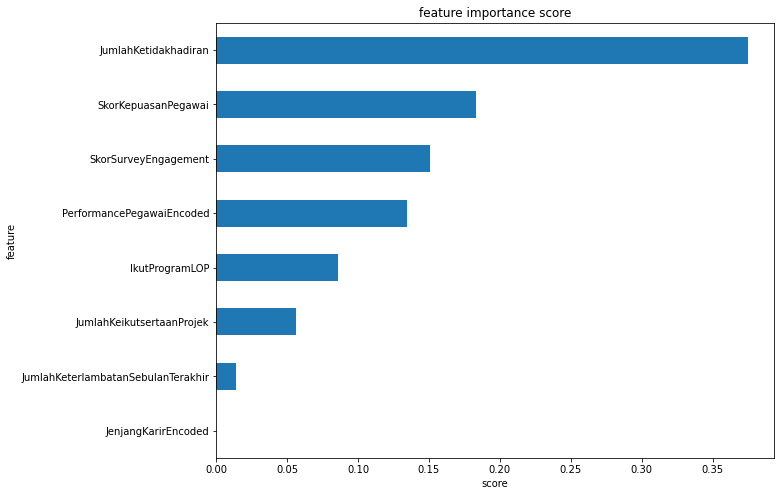 feature importance score
JumlahKetidakhadiran
SkorKepuasanPegawai
SkorSurveyEngagement
PerformancePegawaiEncoded
IkutProgramLOP
JumlahKeikutsertaanProjek
JumlahKeterlambatanSebulanTerakhir
JenjangKarirEncoded
feature
0.00 0.05 0.10 0.15 0.20 0.25 0.30 0.35
score